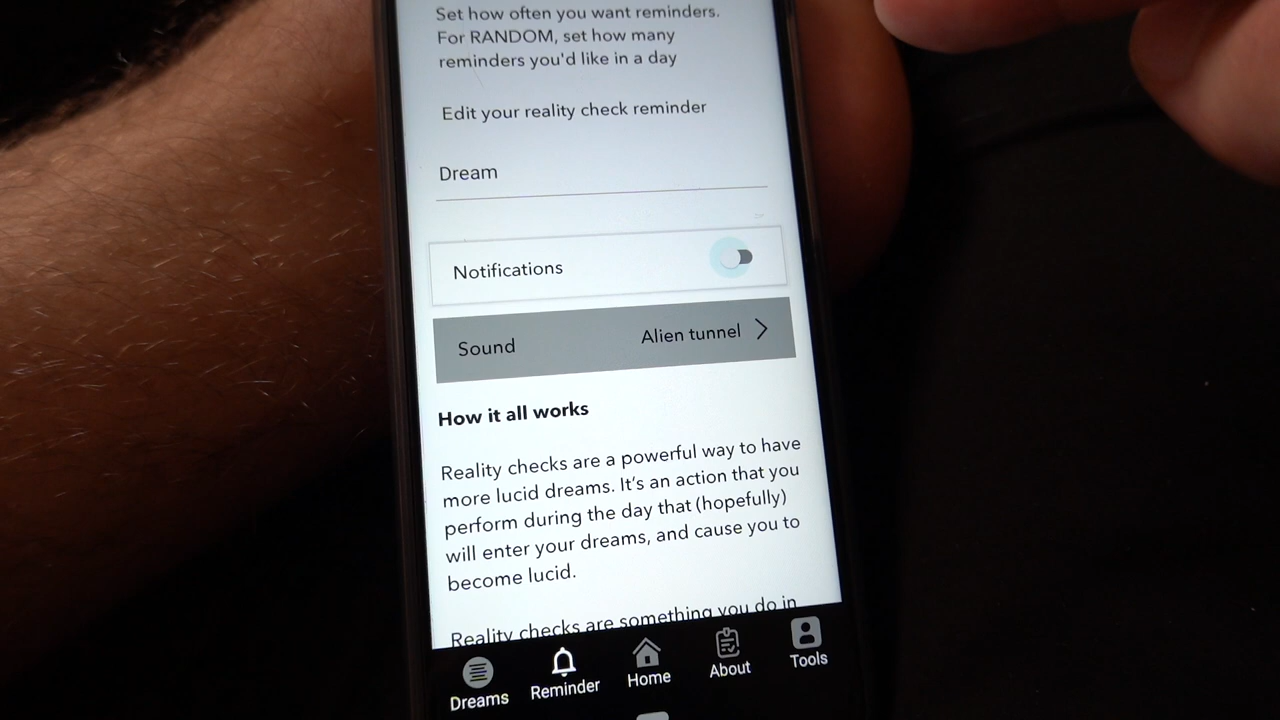 Set how often you want reminders.
For RANDOM, set how many
reminders you'd like in a day
Edit your reality check reminder
Dream
Notifications
Sound Alien tunnel
How it all works
Reality checks are a powerful way to have
more lucid dreams. It's an action that you
perform during the day that (hopefully)
will enter your dreams, and cause you to
become lucid.
Reality checks are something you do in
Dreams Reminder Home About Tools